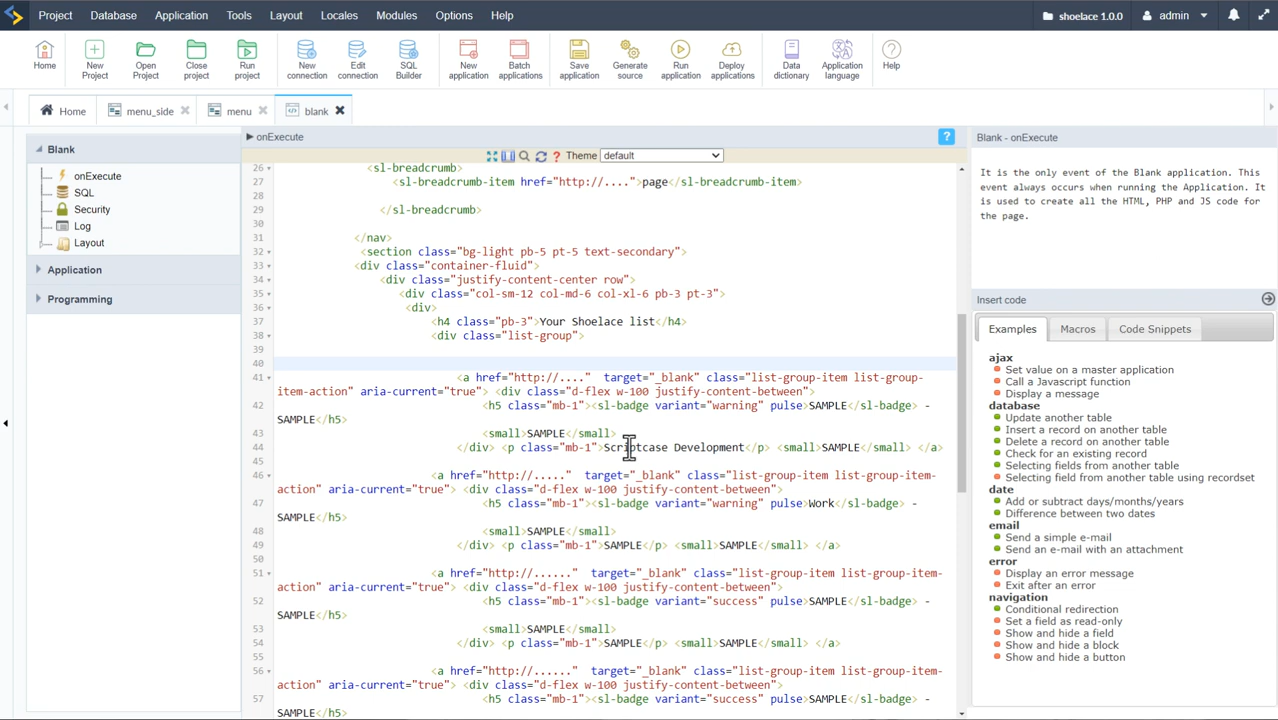 Project Database Application Tools Layout Locales Modules Options Help shoelace 1.0.0 admin
Home New Project Open Project Close project Run project New connection Edit connection SQL Builder New application Batch applications Save application Generate source Run application Deploy applications Data dictionary Application language Help
Home menu_side menu blank
Blank
onExecute
SQL
Security
Log
Layout
Application
Programming
onExecute ?
? Theme default
26 <sl-breadcrumb>
27 <sl-breadcrumb-item href="http://....">page</sl-breadcrumb-item>
28
29 </sl-breadcrumb>
30
31 </nav>
32 <section class="bg-light pb-5 pt-5 text-secondary">
33 <div class="container-fluid">
34 <div class="justify-content-center row">
35 <div class="col-sm-12 col-md-6 col-xl-6 pb-3 pt-3">
36 <div>
37 <h4 class="pb-3">Your Shoelace list</h4>
38 <div class="list-group">
39
40
41 <a href="http://...." target="_blank" class="list-group-item list-group-
item-action" aria-current="true"> <div class="d-flex w-100 justify-content-between">
42 <h5 class="mb-1"><sl-badge variant="warning" pulse>SAMPLE</sl-badge> -
SAMPLE</h5>
43 <small>SAMPLE</small>
44 </div> <p class="mb-1">Scriptcase Development</p> <small>SAMPLE</small> </a>
45
46 <a href="http://......" target="_blank" class="list-group-item list-group-item-
action" aria-current="true"> <div class="d-flex w-100 justify-content-between">
47 <h5 class="mb-1"><sl-badge variant="warning" pulse>Work</sl-badge> -
SAMPLE</h5>
48 <small>SAMPLE</small>
49 </div> <p class="mb-1">SAMPLE</p> <small>SAMPLE</small> </a>
50
51 <a href="http://......" target="_blank" class="list-group-item list-group-item-
action" aria-current="true"> <div class="d-flex w-100 justify-content-between">
52 <h5 class="mb-1"><sl-badge variant="success" pulse>SAMPLE</sl-badge> -
SAMPLE</h5>
53 <small>SAMPLE</small>
54 </div> <p class="mb-1">SAMPLE</p> <small>SAMPLE</small> </a>
55
56 <a href="http://......" target="_blank" class="list-group-item list-group-item-
action" aria-current="true"> <div class="d-flex w-100 justify-content-between">
57 <h5 class="mb-1"><sl-badge variant="success" pulse>SAMPLE</sl-badge> -
SAMPLE</h5>
Blank - onExecute
It is the only event of the Blank application. This
event always occurs when running the Application. It
is used to create all the HTML, PHP and JS code for
the page.
Insert code
Examples Macros Code Snippets
ajax
Set value on a master application
Call a Javascript function
Display a message
database
Update another table
Insert a record on another table
Delete a record on another table
Check for an existing record
Selecting fields from another table
Selecting field from another table using recordset
date
Add or subtract days/months/years
Difference between two dates
email
Send a simple e-mail
Send an e-mail with an attachment
error
Display an error message
Exit after an error
navigation
Conditional redirection
Set a field as read-only
Show and hide a field
Show and hide a block
Show and hide a button